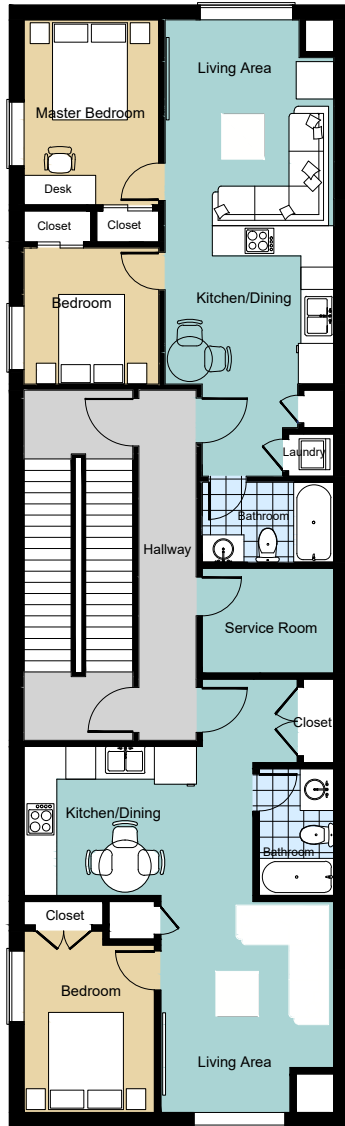 Living Area
Master Bedroom
Desk
Closet
Closet
Bedroom
Kitchen/Dining
Laundry
Bathroom
Hallway
Service Room
Closet
Kitchen/Dining
Bathroom
Closet
Bedroom
Living Area